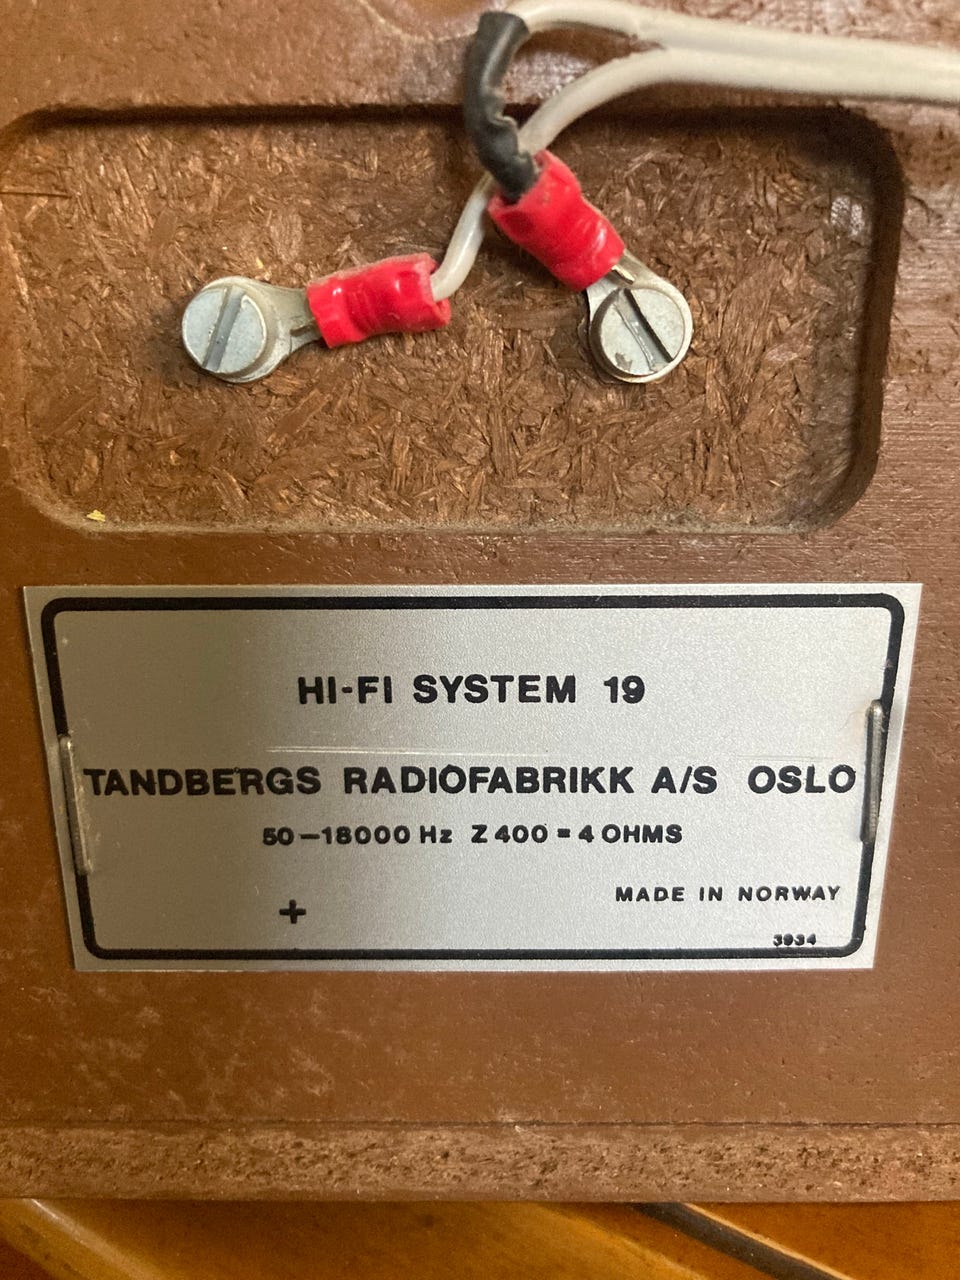 HI-FI SYSTEM 19
TANDBERGS RADIOFABRIKK A/S OSLO
50-18000 Hz Z 400 = 4 OHMS
MADE IN NORWAY
+
3934